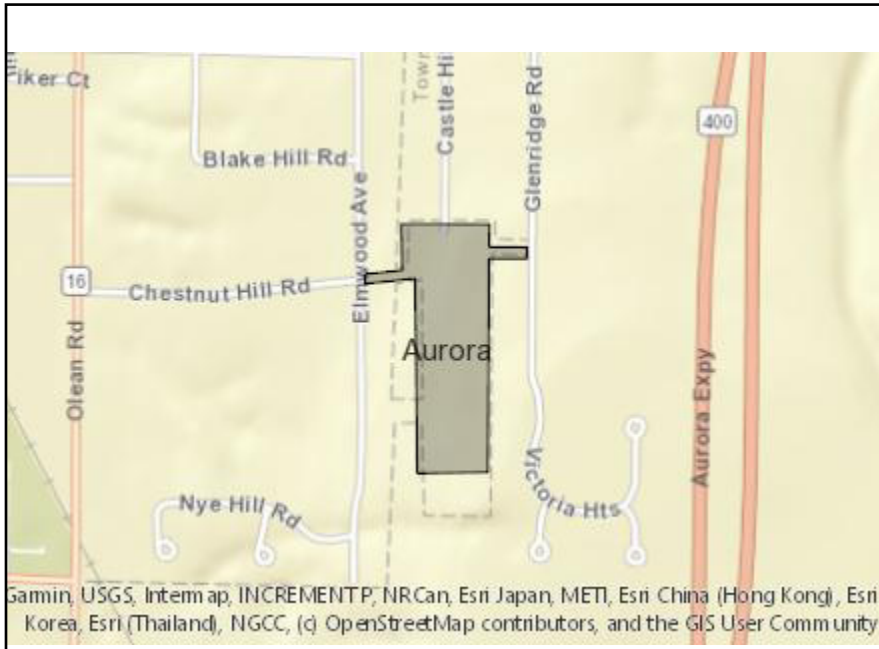 iker Ct
Town
Castle Hi
Glenridge Rd
400
Blake Hill Rd
Elmwood Ave
16
Chestnut Hill Rd
Olean Rd
Aurora
Aurora Expy
Victoria Hts
Nye Hill Rd
Garmin, USGS, Intermap, INCREMENT P, NRCan, Esri Japan, METI, Esri China (Hong Kong), Esri
Korea, Esri (Thailand), NGCC, (c) OpenStreetMap contributors, and the GIS User Community